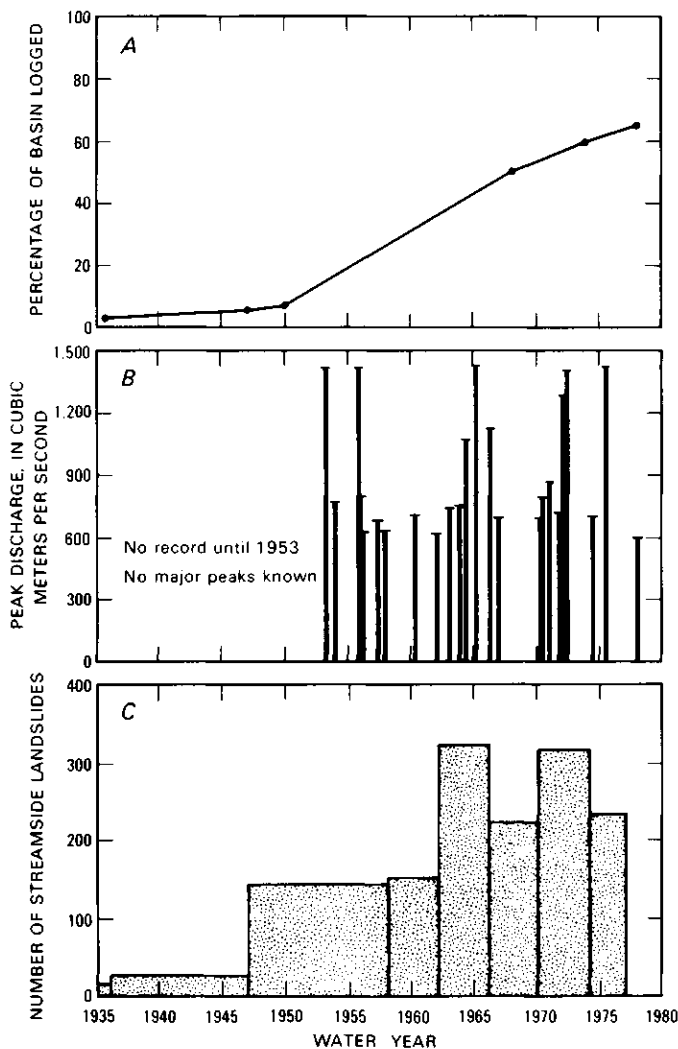 A
PERCENTAGE OF BASIN LOGGED
100
80
60
40
20
0
B
PEAK DISCHARGE, IN CUBIC
METERS PER SECOND
1.500
1.200
900
600
300
0
No record until 1953
No major peaks known
C
NUMBER OF STREAMSIDE LANDSLIDES
400
300
200
100
0
1935 1940 1945 1950 1955 1960 1965 1970 1975 1980
WATER YEAR